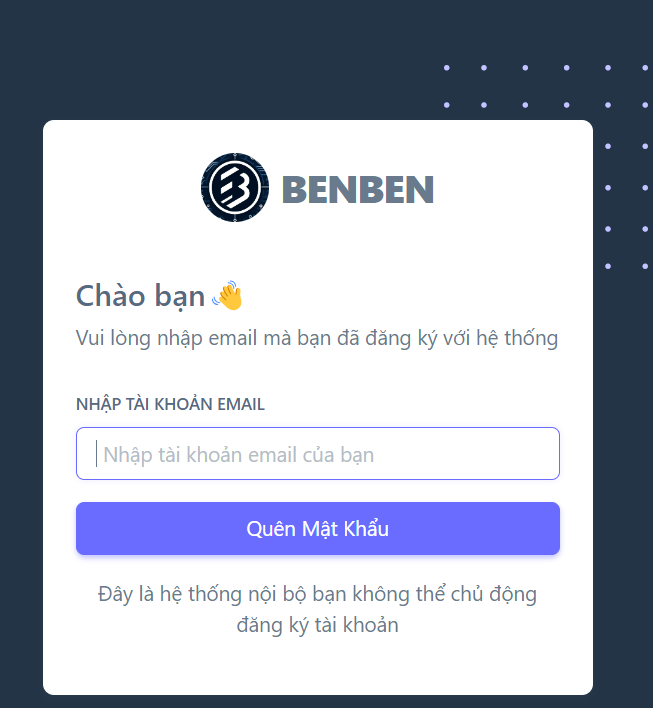 BENBEN
Chào bạn 👋
Vui lòng nhập email mà bạn đã đăng ký với hệ thống
NHẬP TÀI KHOẢN EMAIL
Nhập tài khoản email của bạn
Quên Mật Khẩu
Đây là hệ thống nội bộ bạn không thể chủ động
đăng ký tài khoản